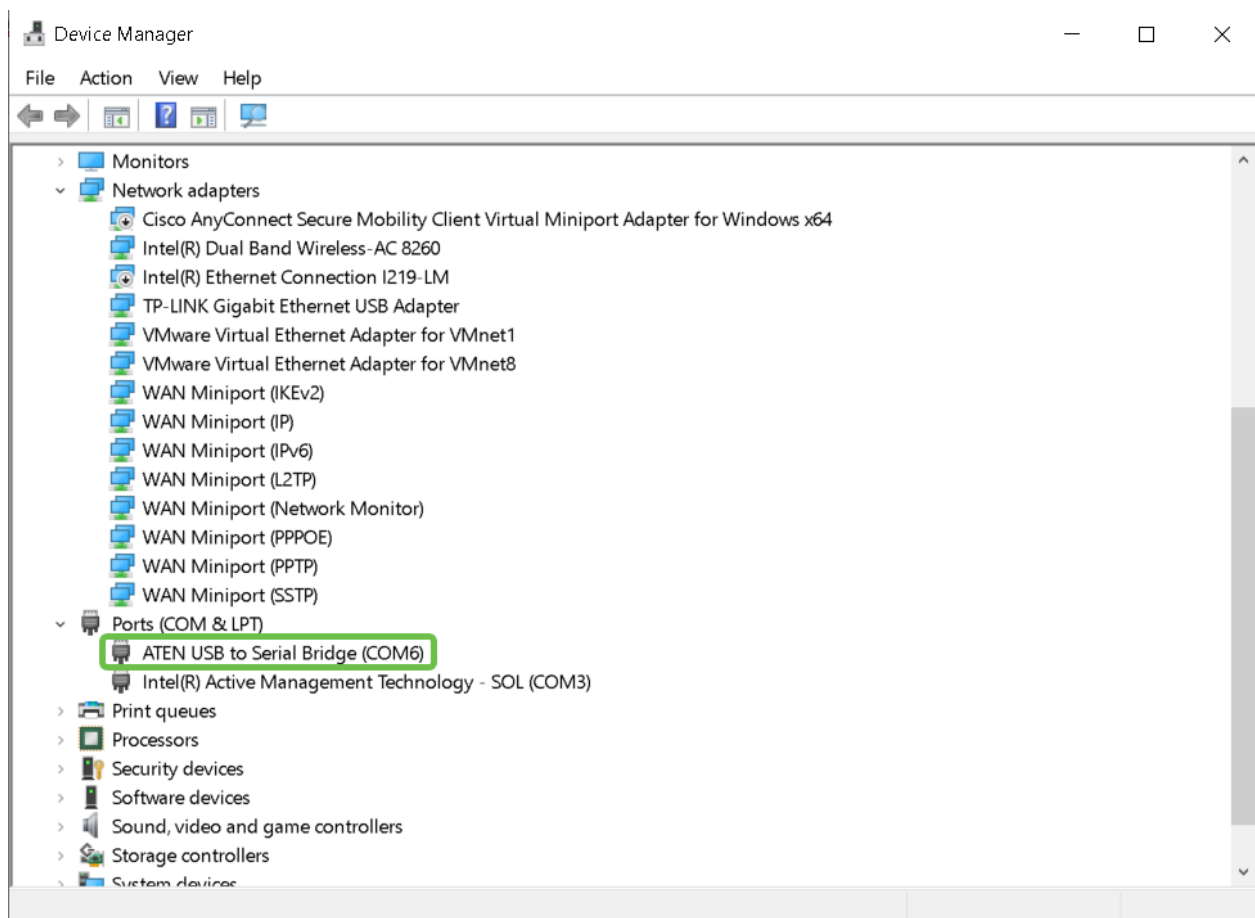 Device Manager
File Action View Help
Monitors
Network adapters
Cisco AnyConnect Secure Mobility Client Virtual Miniport Adapter for Windows x64
Intel(R) Dual Band Wireless-AC 8260
Intel(R) Ethernet Connection I219-LM
TP-LINK Gigabit Ethernet USB Adapter
VMware Virtual Ethernet Adapter for VMnet1
VMware Virtual Ethernet Adapter for VMnet8
WAN Miniport (IKEv2)
WAN Miniport (IP)
WAN Miniport (IPv6)
WAN Miniport (L2TP)
WAN Miniport (Network Monitor)
WAN Miniport (PPPOE)
WAN Miniport (PPTP)
WAN Miniport (SSTP)
Ports (COM & LPT)
ATEN USB to Serial Bridge (COM6)
Intel(R) Active Management Technology - SOL (COM3)
Print queues
Processors
Security devices
Software devices
Sound, video and game controllers
Storage controllers
System devices